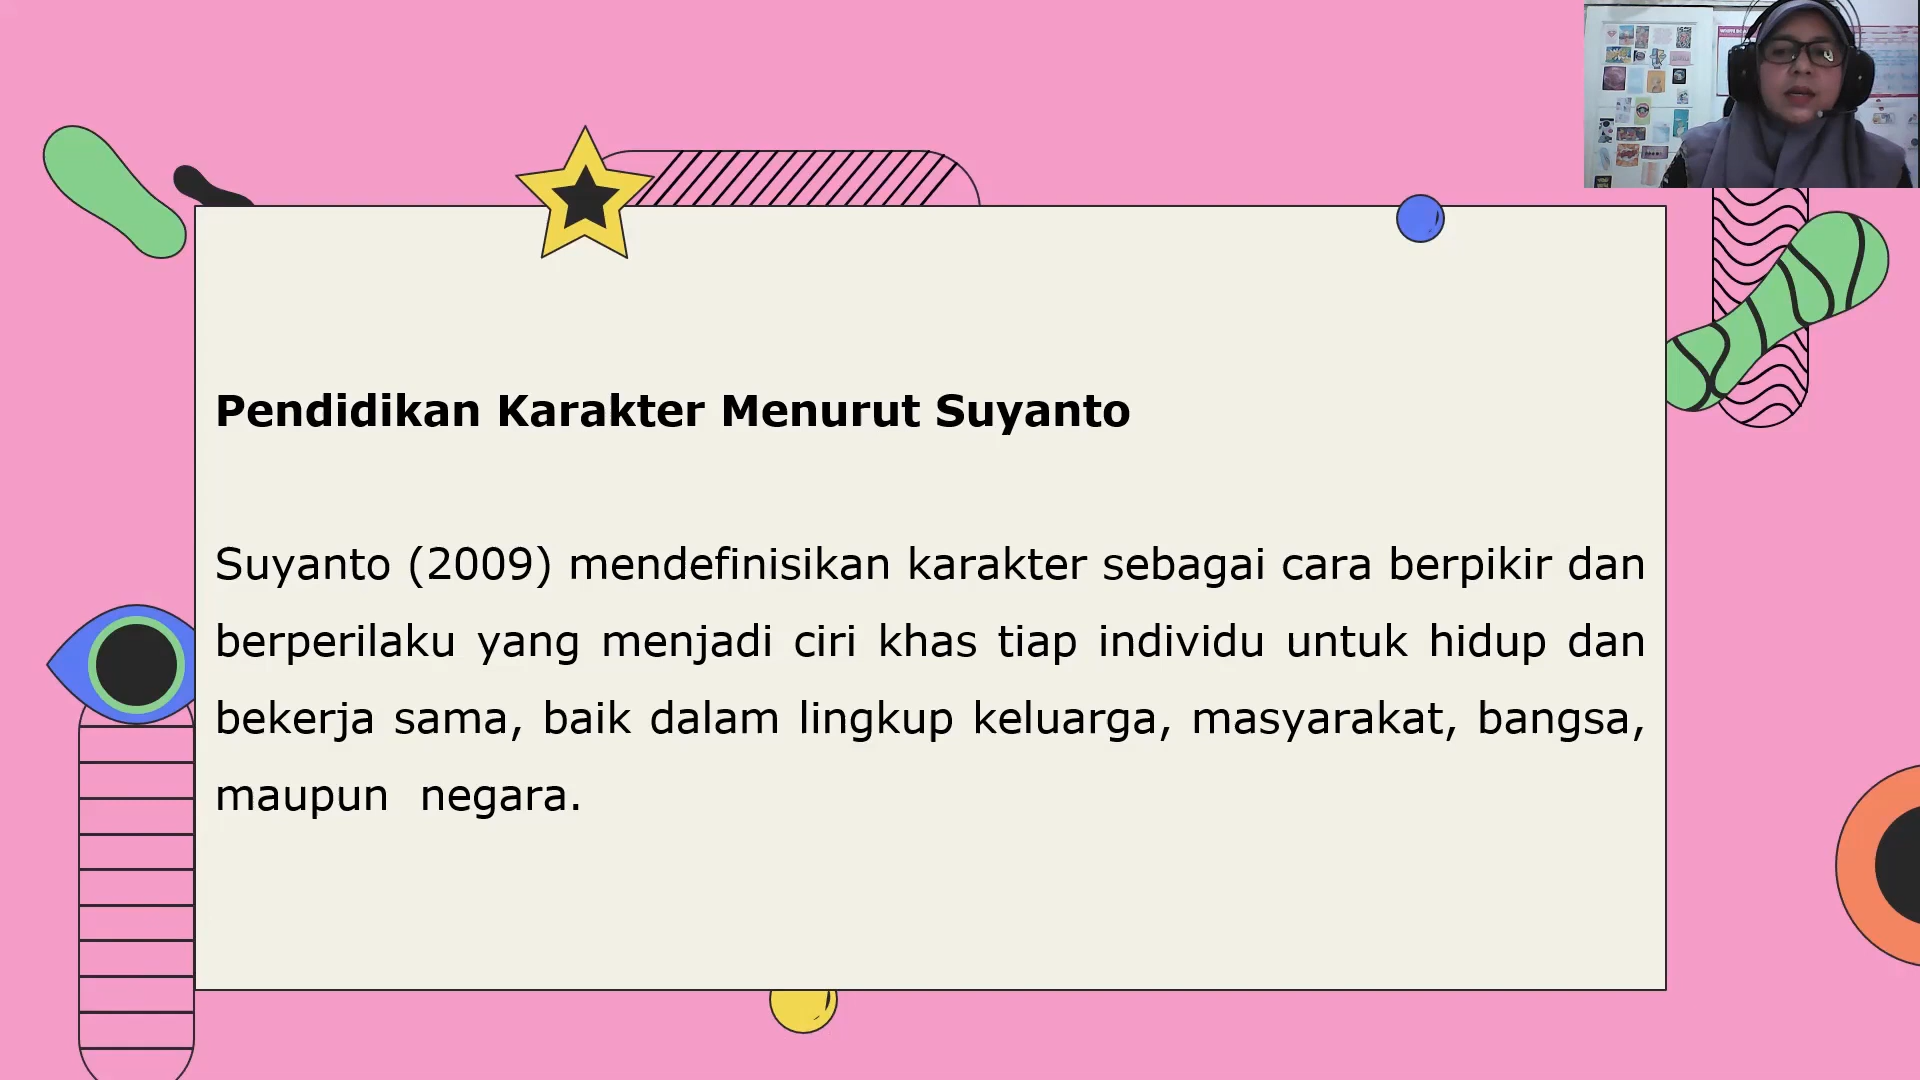 Pendidikan Karakter Menurut Suyanto
Suyanto (2009) mendefinisikan karakter sebagai cara berpikir dan
berperilaku yang menjadi ciri khas tiap individu untuk hidup dan
bekerja sama, baik dalam lingkup keluarga, masyarakat, bangsa,
maupun  negara.